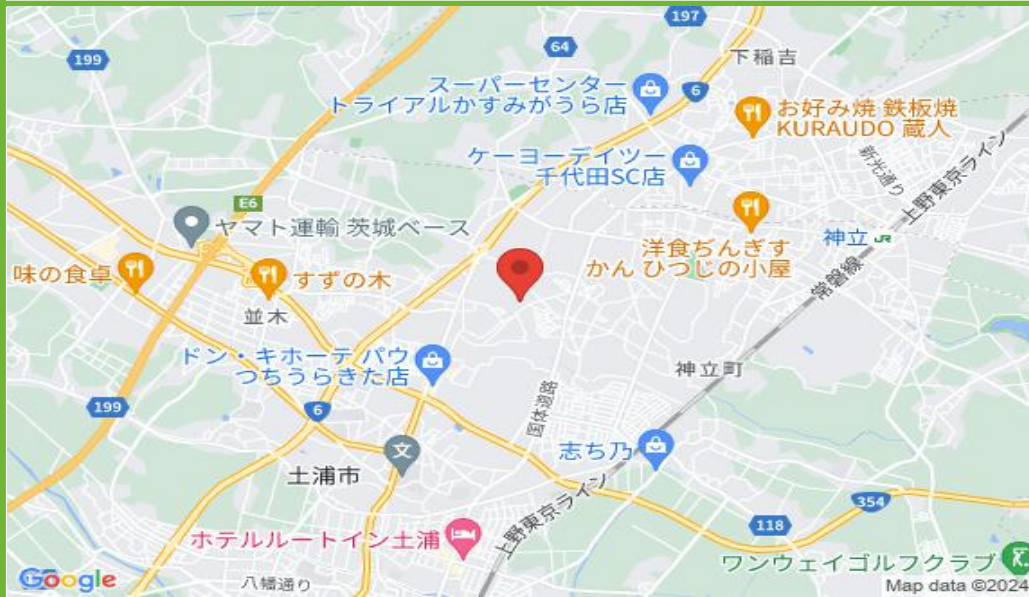 197
199
64
下稲吉
スーパーセンター
トライアルかすみがうら店
6
お好み焼 鉄板焼
KURAUDO 蔵人
ケーヨーデイツー
千代田SC店
新光通り
上野東京ライン
E6
ヤマト運輸 茨城ベース
洋食ぢんぎす
かん ひつじの小屋
神立
JR
味の食卓
すずの木
並木
常磐線
ドン・キホーテ パウ
つちうらきた店
神立町
199
6
国体道路
文
志ち乃
土浦市
上野東京ライン
354
118
ホテルルートイン土浦
ワンウェイゴルフクラブ
Google
八幡通り
Map data ©2024